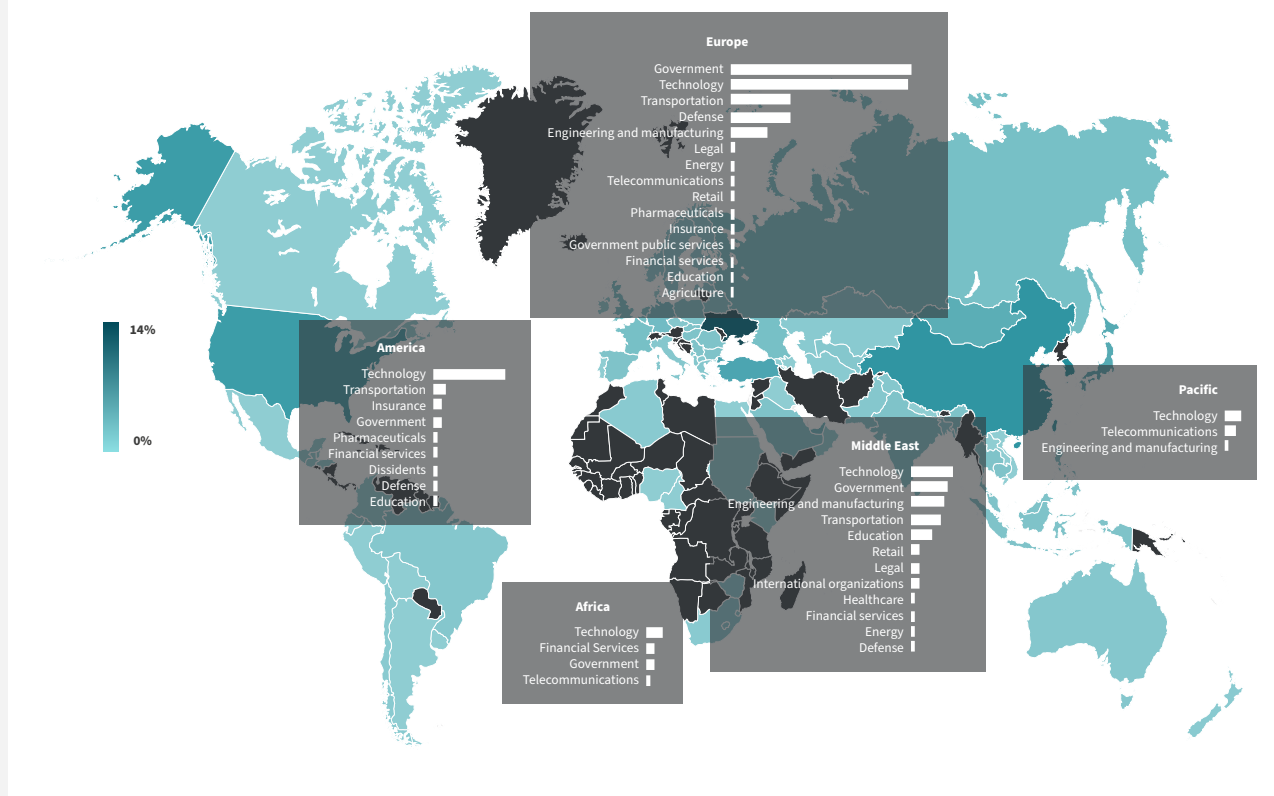 Europe
Government
Technology
Transportation
Defense
Engineering and manufacturing
Legal
Energy
Telecommunications
Retail
Pharmaceuticals
Insurance
Government public services
Financial services
Education
Agriculture
14%
0%
America
Technology
Transportation
Insurance
Government
Pharmaceuticals
Financial services
Dissidents
Defense
Education
Pacific
Technology
Telecommunications
Engineering and manufacturing
Middle East
Technology
Government
Engineering and manufacturing
Transportation
Education
Retail
Legal
International organizations
Healthcare
Financial services
Energy
Defense
Africa
Technology
Financial Services
Government
Telecommunications